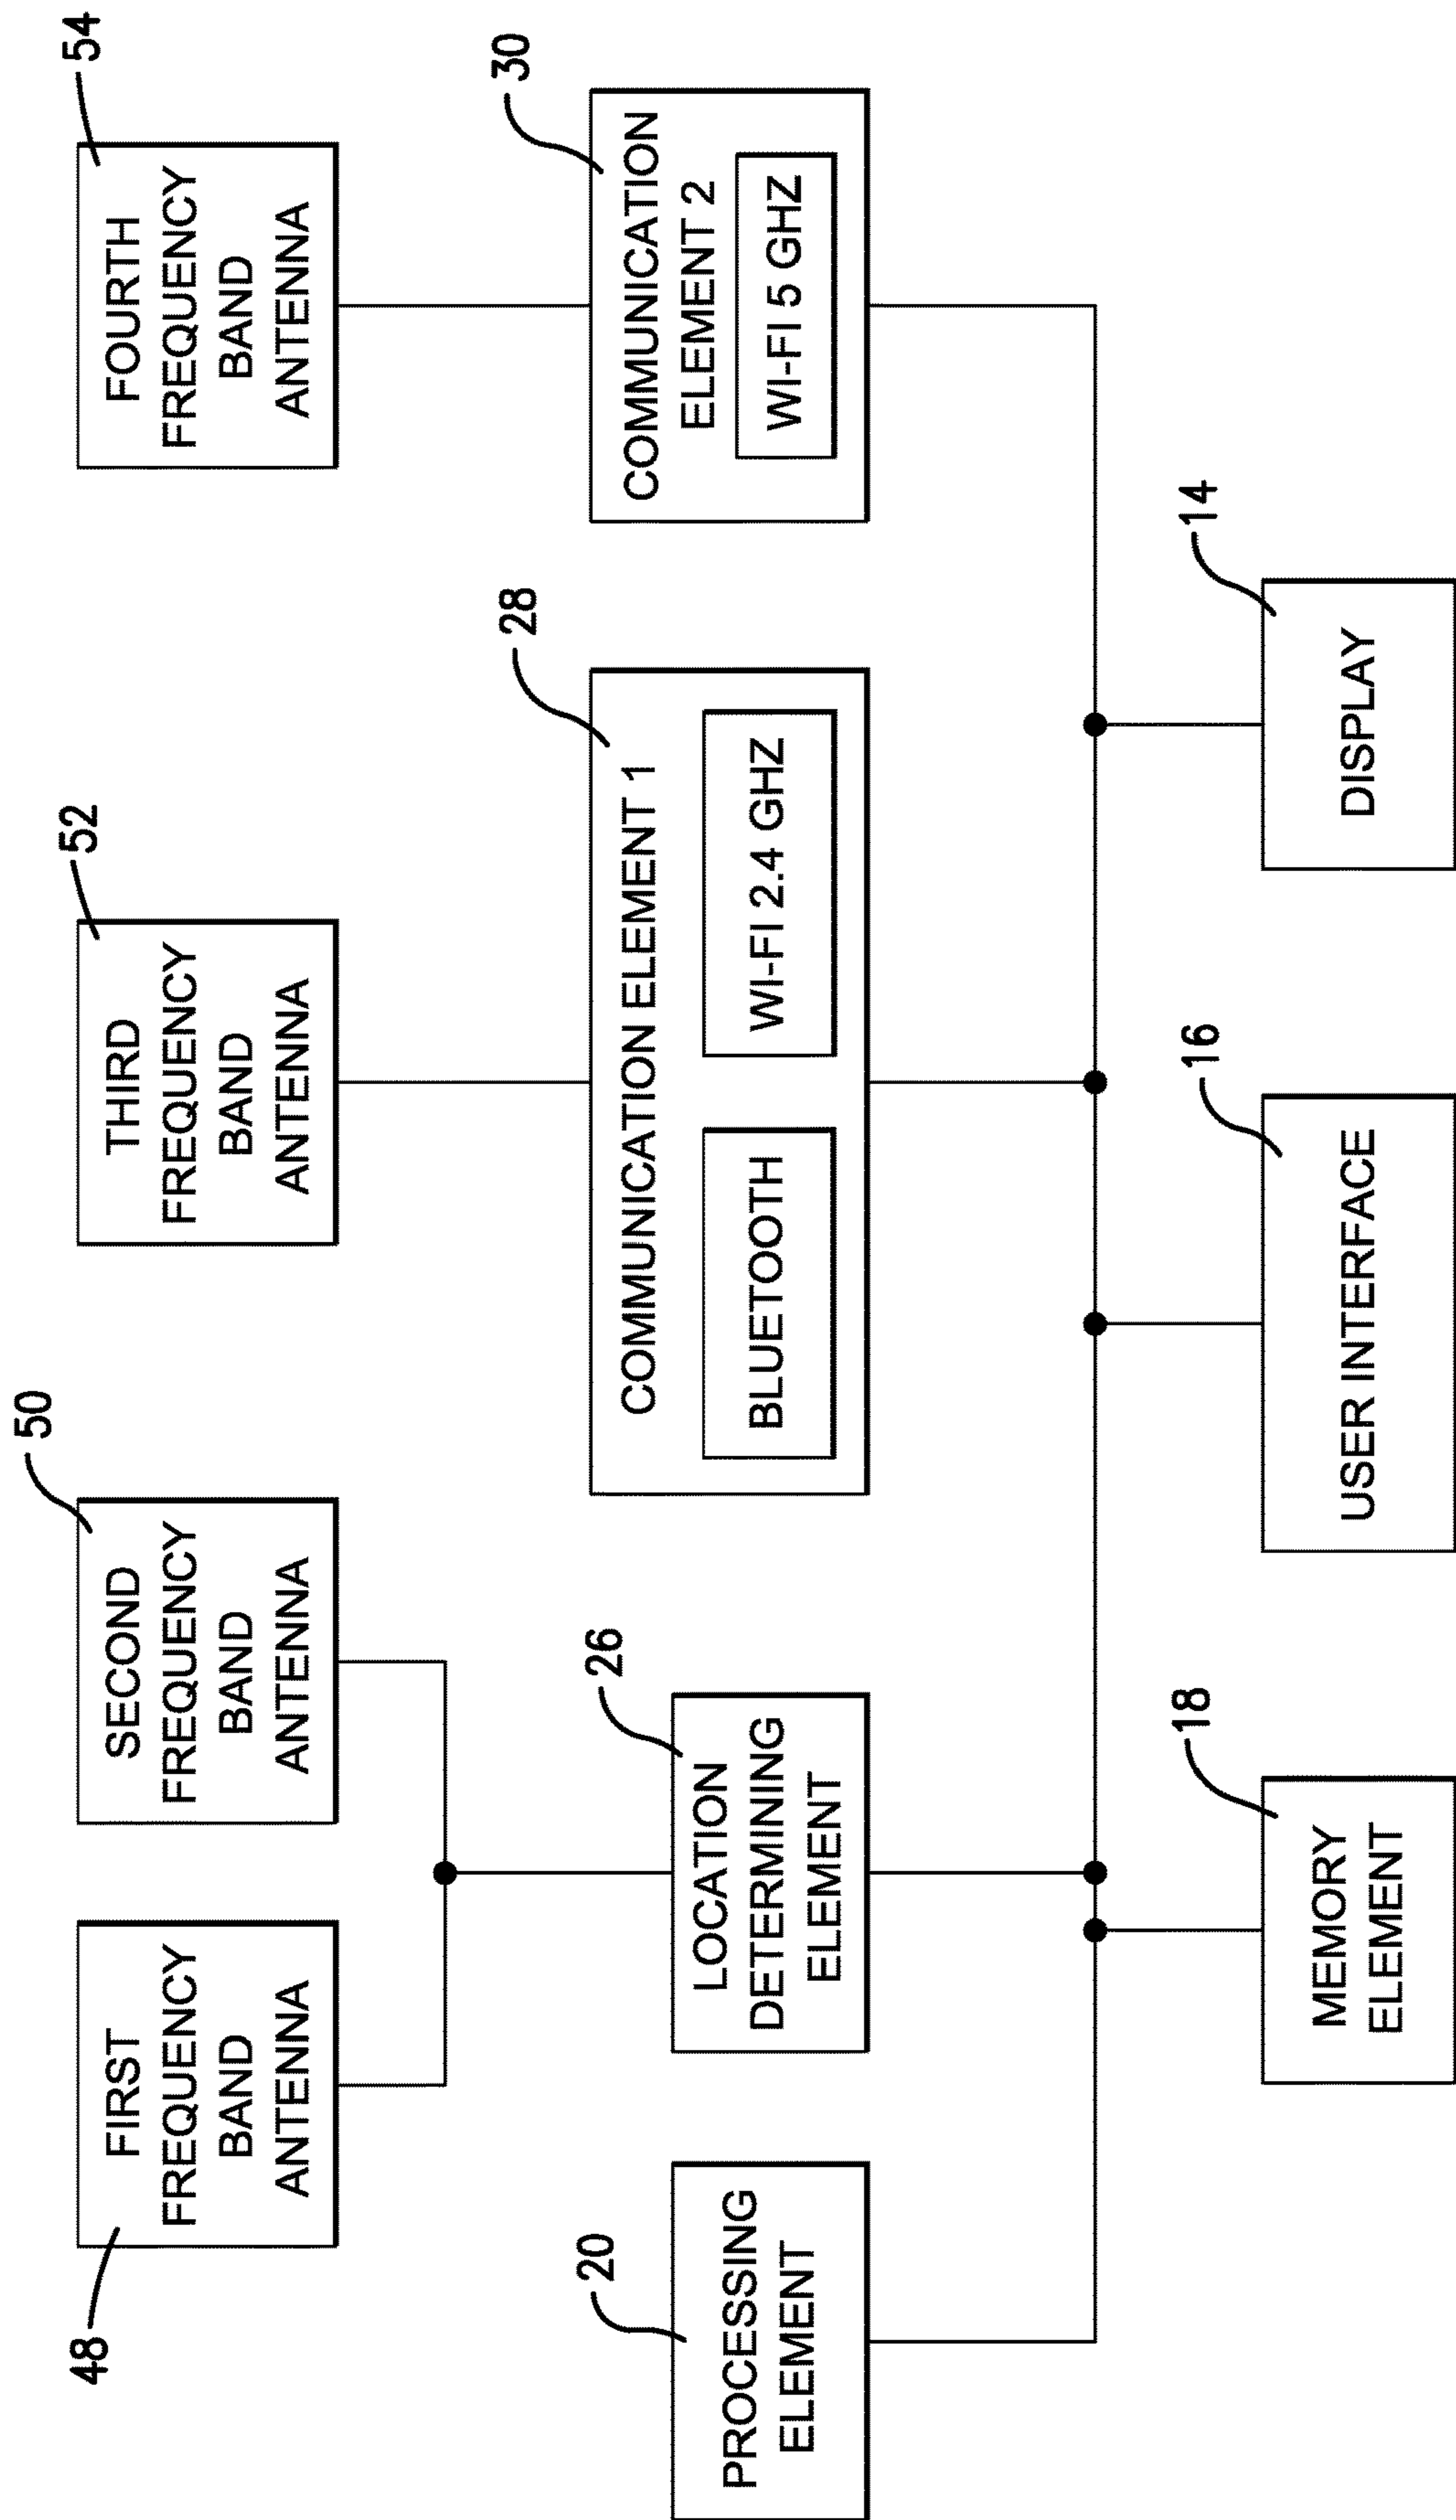 48
FIRST
FREQUENCY
BAND
ANTENNA
50
SECOND
FREQUENCY
BAND
ANTENNA
52
THIRD
FREQUENCY
BAND
ANTENNA
54
FOURTH
FREQUENCY
BAND
ANTENNA
20
PROCESSING
ELEMENT
26
LOCATION
DETERMINING
ELEMENT
28
COMMUNICATION ELEMENT 1
BLUETOOTH
WI-FI 2.4 GHZ
30
COMMUNICATION
ELEMENT 2
WI-FI 5 GHZ
18
MEMORY
ELEMENT
16
USER INTERFACE
14
DISPLAY